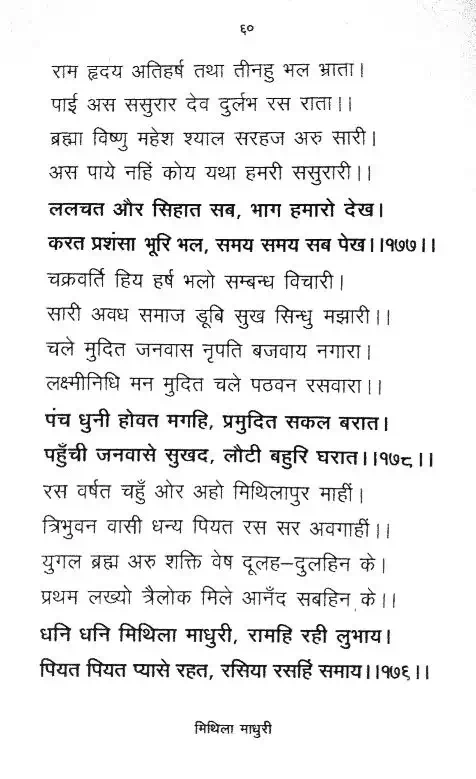 ६०
राम हृदय अतिहर्ष तथा तीनहु भल भ्राता।
पाई अस ससुरार देव दुर्लभ रस राता।।
ब्रह्मा विष्णु महेश श्याल सरहज अरु सारी।
अस पाये नहिं कोय यथा हमरी ससुरारी।।
ललचत और सिहात सब, भाग हमारो देख।
करत प्रशंसा भूरि भल, समय समय सब पेख।।१७७।।
चक्रवर्ति हिय हर्ष भलो सम्बन्ध विचारी।
सारी अवध समाज डूबि सुख सिन्धु मझारी।।
चले मुदित जनवास नृपति बजवाय नगारा।
लक्ष्मीनिधि मन मुदित चले पठवन रसवारा।।
पंच धुनी होवत मगहि, प्रमुदित सकल बरात।
पहुँची जनवासे सुखद, लौटी बहुरि घरात।।१७८।।
रस वर्षत चहुँ ओर अहो मिथिलापुर माहीं।
त्रिभुवन वासी धन्य पियत रस सर अवगाहीं।।
युगल ब्रह्म अरु शक्ति वेष दूलह-दुलहिन के।
प्रथम लख्यो त्रैलोक मिले आनँद सबहिन के।।
धनि धनि मिथिला माधुरी, रामहि रही लुभाय।
पियत पियत प्यासे रहत, रसिया रसहिं समाय।।१७६।।
मिथिला माधुरी